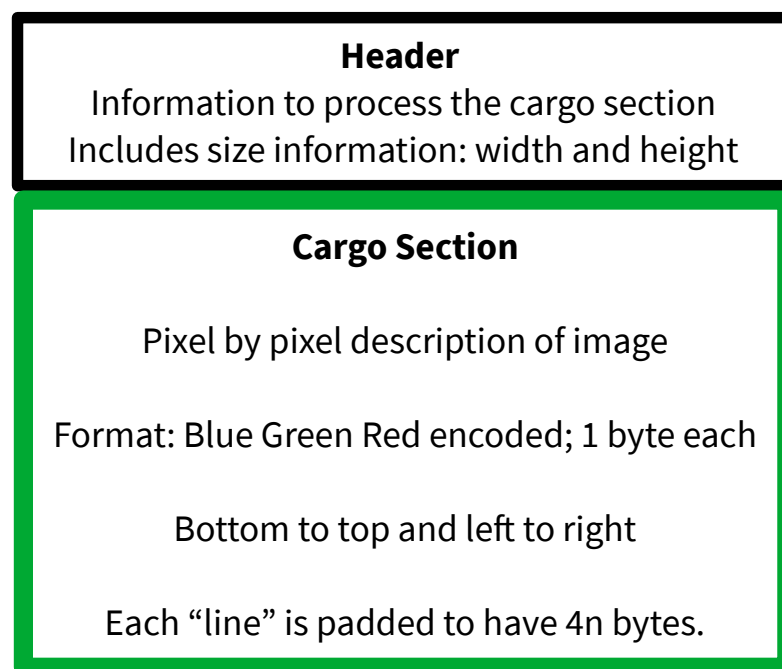 Header
Information to process the cargo section
Includes size information: width and height
Cargo Section
Pixel by pixel description of image
Format: Blue Green Red encoded; 1 byte each
Bottom to top and left to right
Each “line” is padded to have 4n bytes.